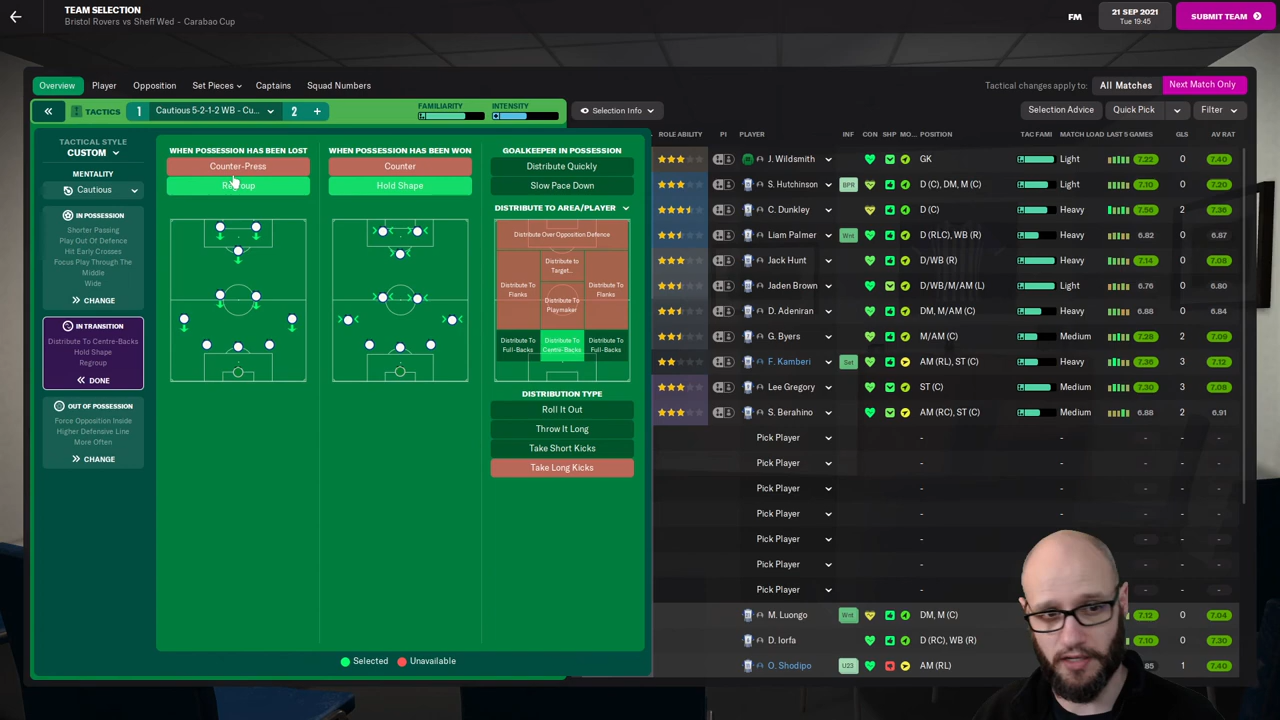 TEAM SELECTION
Bristol Rovers vs Sheff Wed - Carabao Cup
FM
21 SEP 2021
Tue 19:45
SUBMIT TEAM
Overview Player Opposition Set Pieces Captains Squad Numbers
Tactical changes apply to: All Matches Next Match Only
TACTICS 1 Cautious 5-2-1-2 WB - Cu... 2 +
FAMILIARITY INTENSITY
Selection Info
Selection Advice Quick Pick Filter
TACTICAL STYLE
CUSTOM
MENTALITY
Cautious
IN POSSESSION
Shorter Passing
Play Out Of Defence
Hit Early Crosses
Focus Play Through The
Middle
Wide
CHANGE
IN TRANSITION
Distribute To Centre-Backs
Hold Shape
Regroup
DONE
OUT OF POSSESSION
Force Opposition Inside
Higher Defensive Line
More Often
CHANGE
WHEN POSSESSION HAS BEEN LOST
Counter-Press
Regroup
WHEN POSSESSION HAS BEEN WON
Counter
Hold Shape
GOALKEEPER IN POSSESSION
Distribute Quickly
Slow Pace Down
DISTRIBUTE TO AREA/PLAYER
Distribute Over Opposition Defence
Distribute to
Target...
Distribute To
Flanks
Distribute To
Playmaker
Distribute To
Flanks
Distribute To
Full-Backs
Distribute To
Centre-Backs
Distribute To
Full-Backs
DISTRIBUTION TYPE
Roll It Out
Throw It Long
Take Short Kicks
Take Long Kicks
Selected Unavailable
ROLE ABILITY PI PLAYER INF CON SHP MO... POSITION TAC FAMI MATCH LOAD LAST 5 GAMES GLS AV RAT
J. Wildsmith GK Light 7.22 0 7.40
S. Hutchinson BPR D (C), DM, M (C) Light 7.10 0 7.20
C. Dunkley D (C) Heavy 7.56 2 7.36
Liam Palmer Wnt D (RLC), WB (R) Heavy 6.82 0 6.87
Jack Hunt D/WB (R) Heavy 7.14 0 7.08
Jaden Brown D/WB/M/AM (L) Light 6.76 0 6.80
D. Adeniran DM, M/AM (C) Heavy 6.88 0 6.84
G. Byers M/AM (C) Medium 7.28 2 7.09
F. Kamberi Set AM (RL), ST (C) Heavy 7.36 3 7.12
Lee Gregory ST (C) Medium 7.30 3 7.08
S. Berahino AM (RC), ST (C) Medium 6.88 2 6.91
Pick Player - - - - -
Pick Player - - - - -
Pick Player - - - - -
Pick Player - - - - -
Pick Player - - - - -
Pick Player - - - - -
Pick Player - - - - -
M. Luongo Wnt DM, M (C) Medium 7.12 0 7.04
D. Iorfa D (RC), WB (R) 7.10 0 7.30
O. Shodipo U23 AM (RL) 85 1 7.40